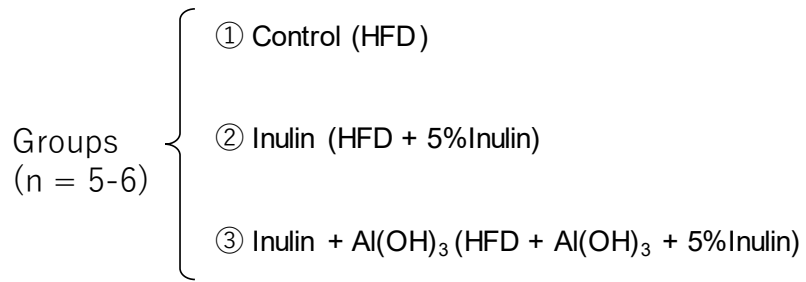 ① Control (HFD)
Groups
(n = 5-6)
② Inulin (HFD + 5%Inulin)
③ Inulin + Al(OH)₃ (HFD + Al(OH)₃ + 5%Inulin)